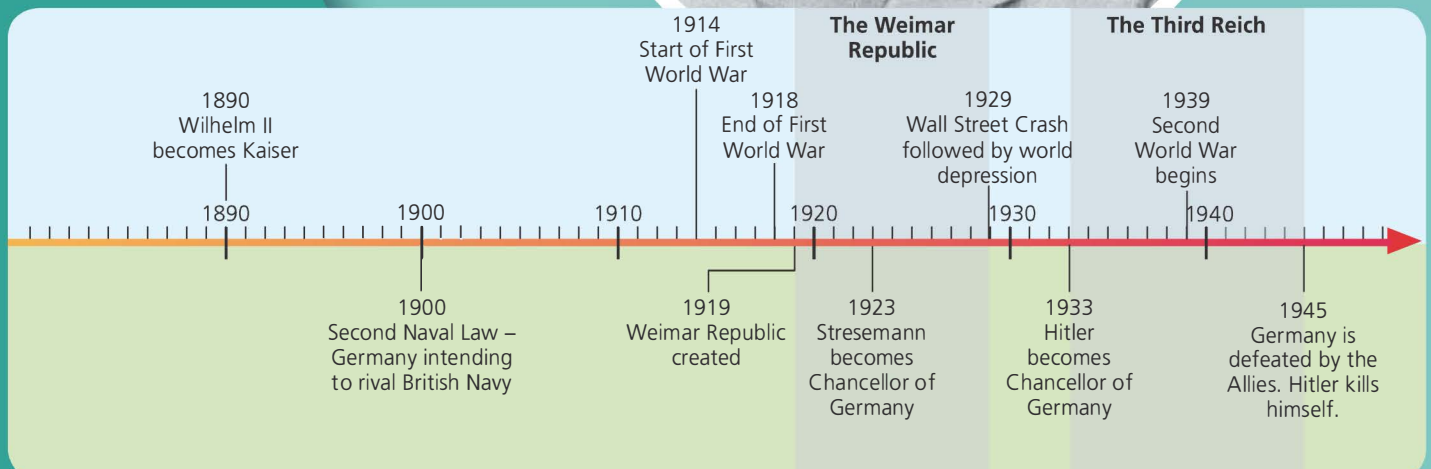 1914
Start of First
World War
The Weimar
Republic
The Third Reich
1890
Wilhelm II
becomes Kaiser
1918
End of First
World War
1929
Wall Street Crash
followed by world
depression
1939
Second
World War
begins
1890
1900
1910
1920
1930
1940
1900
Second Naval Law –
Germany intending
to rival British Navy
1919
Weimar Republic
created
1923
Stresemann
becomes
Chancellor of
Germany
1933
Hitler
becomes
Chancellor of
Germany
1945
Germany is
defeated by the
Allies. Hitler kills
himself.